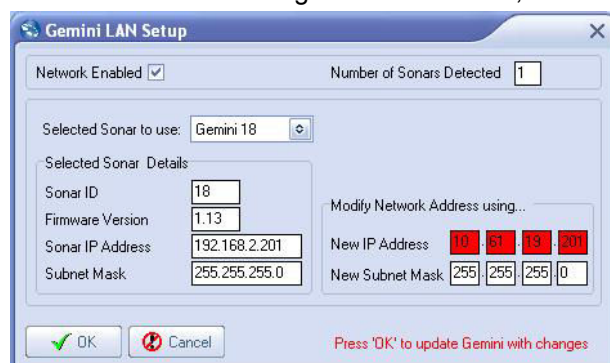 Gemini LAN Setup
Network Enabled
Number of Sonars Detected 1
Selected Sonar to use: Gemini 18
Selected Sonar Details
Sonar ID 18
Firmware Version 1.13
Sonar IP Address 192.168.2.201
Subnet Mask 255.255.255.0
Modify Network Address using...
New IP Address 10 . 61 . 19 . 201
New Subnet Mask 255 . 255 . 255 . 0
OK
Cancel
Press 'OK' to update Gemini with changes